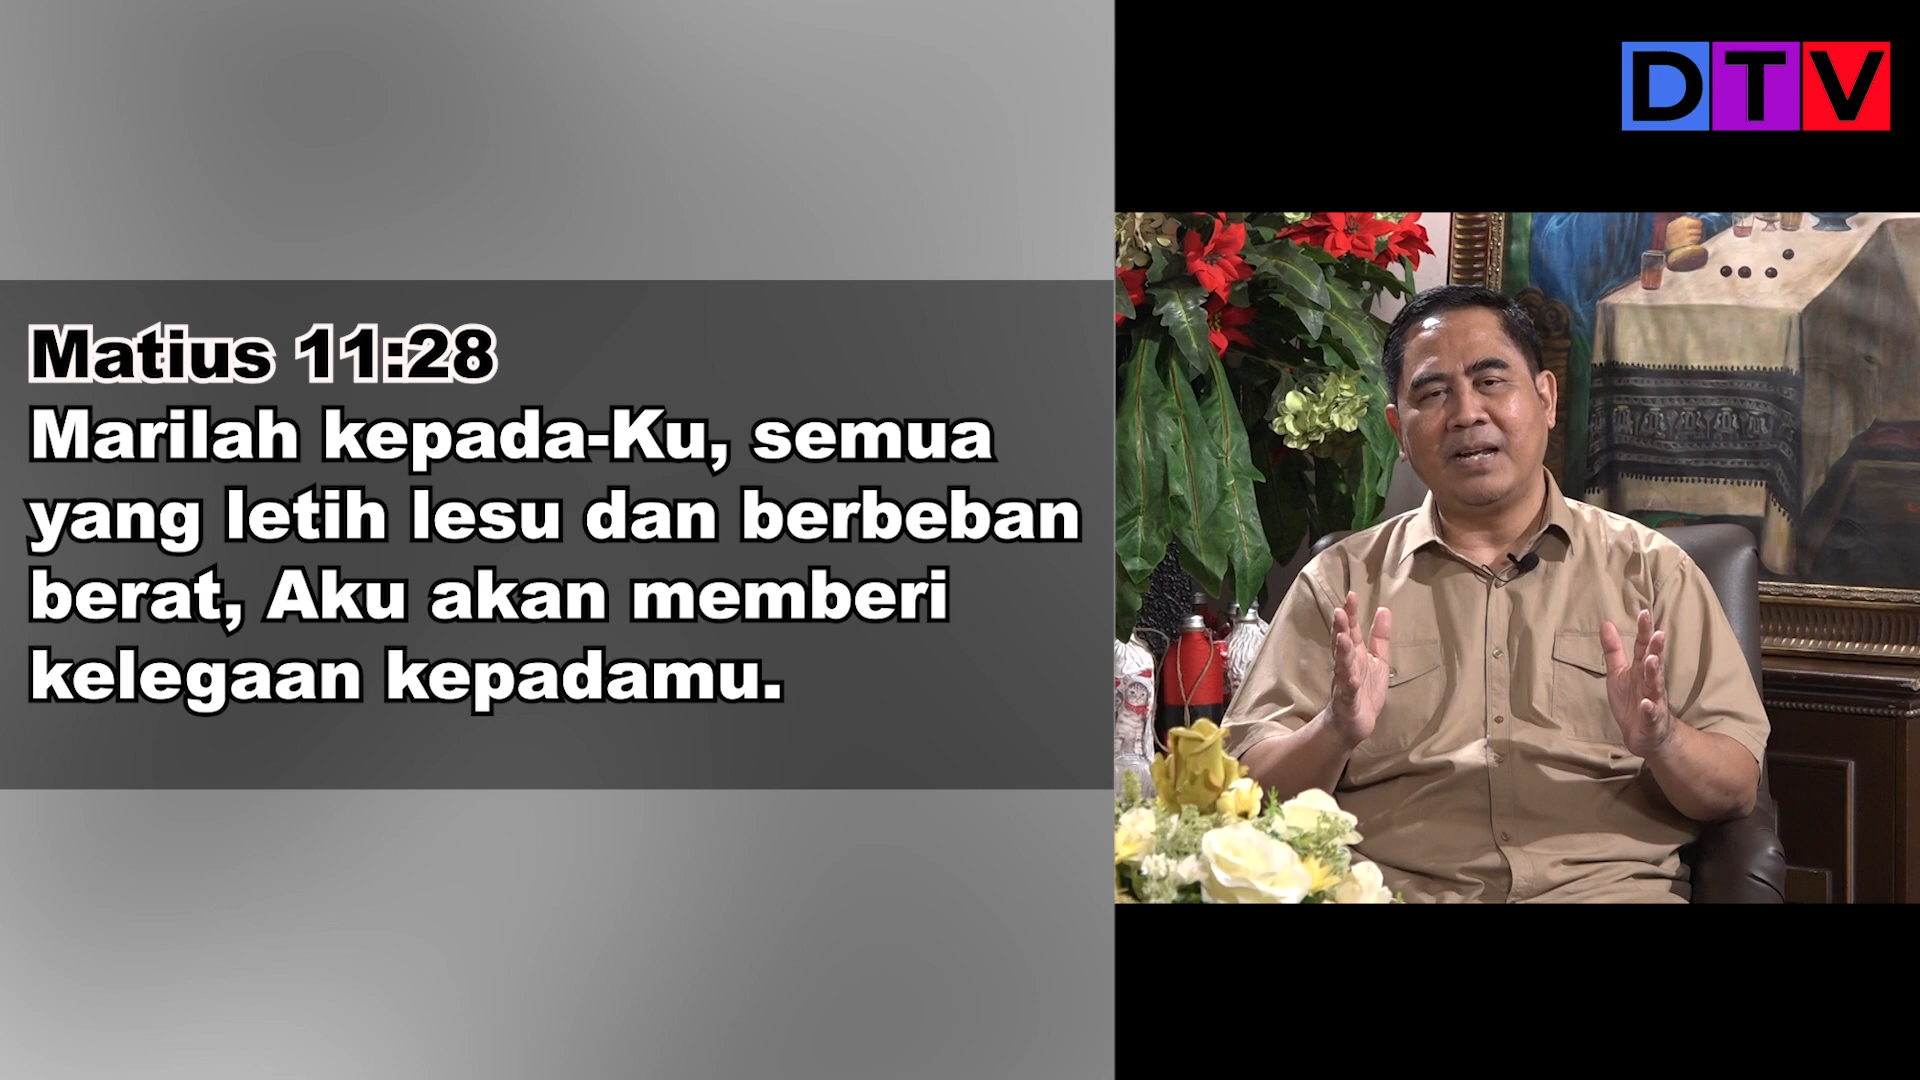 Matius 11:28
Marilah kepada-Ku, semua
yang letih lesu dan berbeban
berat, Aku akan memberi
kelegaan kepadamu.
DTV